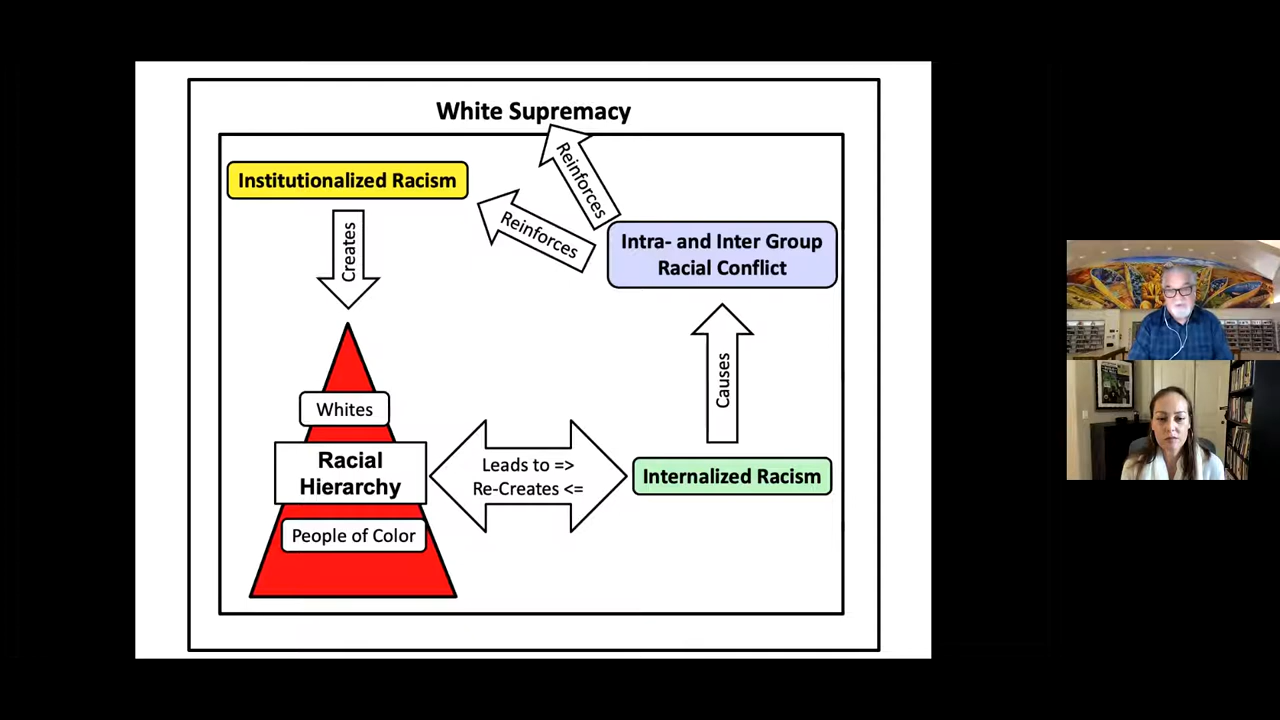 White Supremacy
Institutionalized Racism
Reinforces
Reinforces
Creates
Intra- and Inter Group
Racial Conflict
Whites
Causes
Racial
Hierarchy
Leads to =>
Re-Creates <=
Internalized Racism
People of Color